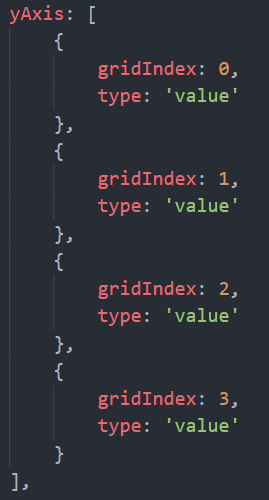 yAxis: [
    {
        gridIndex: 0,
        type: 'value'
    },
    {
        gridIndex: 1,
        type: 'value'
    },
    {
        gridIndex: 2,
        type: 'value'
    },
    {
        gridIndex: 3,
        type: 'value'
    }
],